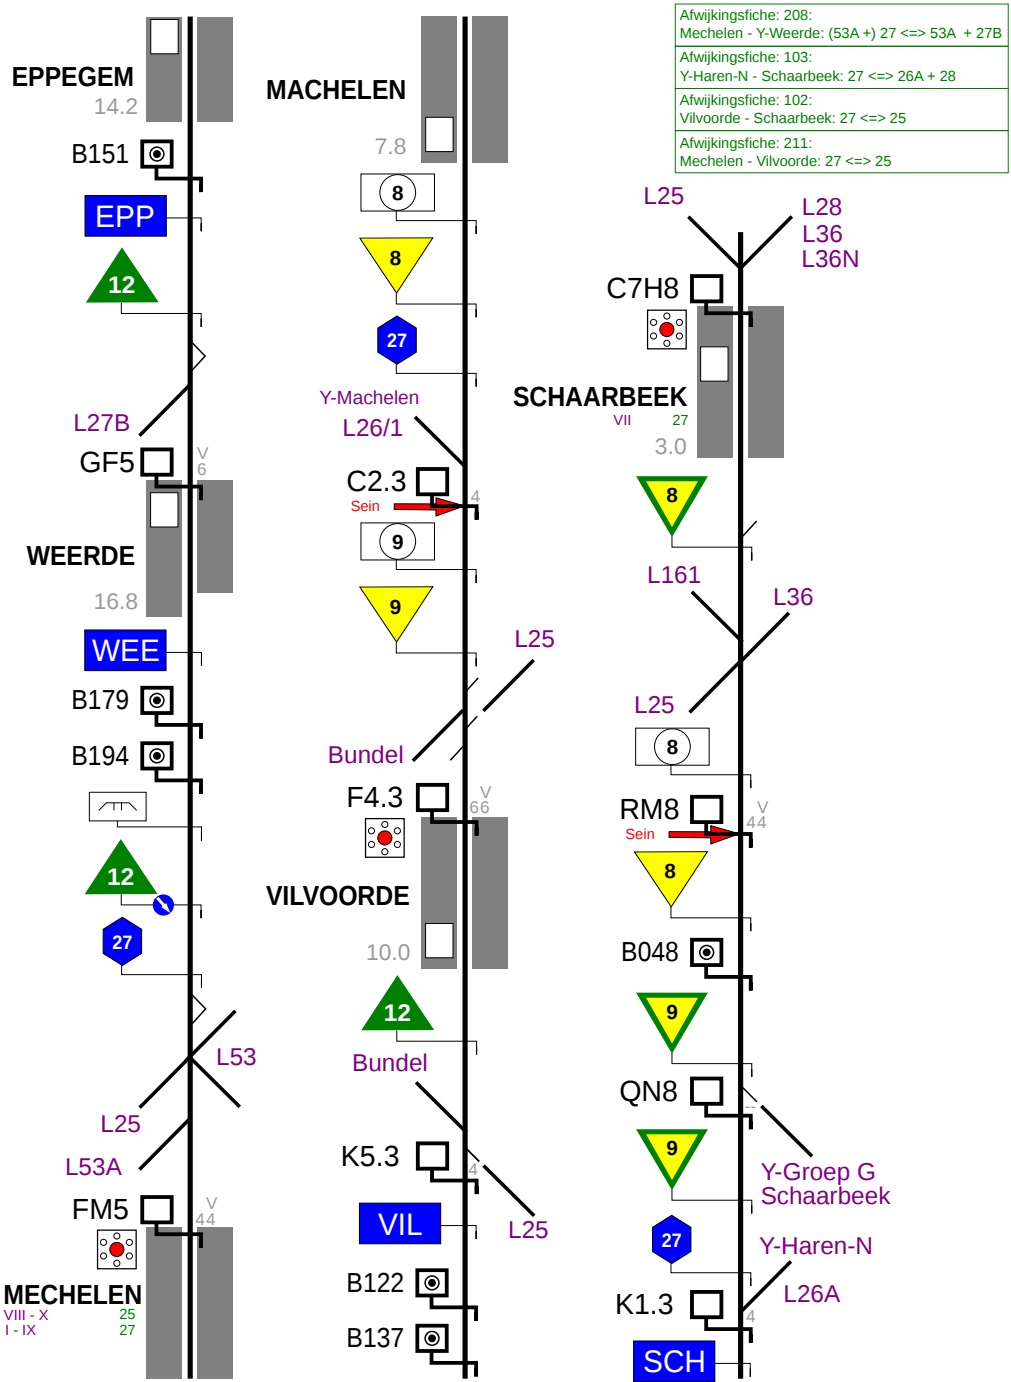 EPPEGEM
14.2
B151
EPP
12
L27B
GF5
V
6
WEERDE
16.8
WEE
B179
B194
12
27
L53
L25
L53A
FM5
V
44
MECHELEN
VIII - X 25
I - IX 27
MACHELEN
7.8
8
8
27
Y-Machelen
L26/1
C2.3
4
Sein
9
9
L25
Bundel
F4.3
V
66
VILVOORDE
10.0
12
Bundel
K5.3
4
VIL
L25
B122
B137
Afwijkingsfiche: 208:
Mechelen - Y-Weerde: (53A +) 27 <=> 53A + 27B
Afwijkingsfiche: 103:
Y-Haren-N - Schaarbeek: 27 <=> 26A + 28
Afwijkingsfiche: 102:
Vilvoorde - Schaarbeek: 27 <=> 25
Afwijkingsfiche: 211:
Mechelen - Vilvoorde: 27 <=> 25
L25
L28
L36
L36N
C7H8
SCHAARBEEK
VII 27
3.0
8
L161
L36
L25
8
RM8
V
44
Sein
8
B048
9
QN8
--
9
Y-Groep G
Schaarbeek
27
Y-Haren-N
L26A
K1.3
4
SCH